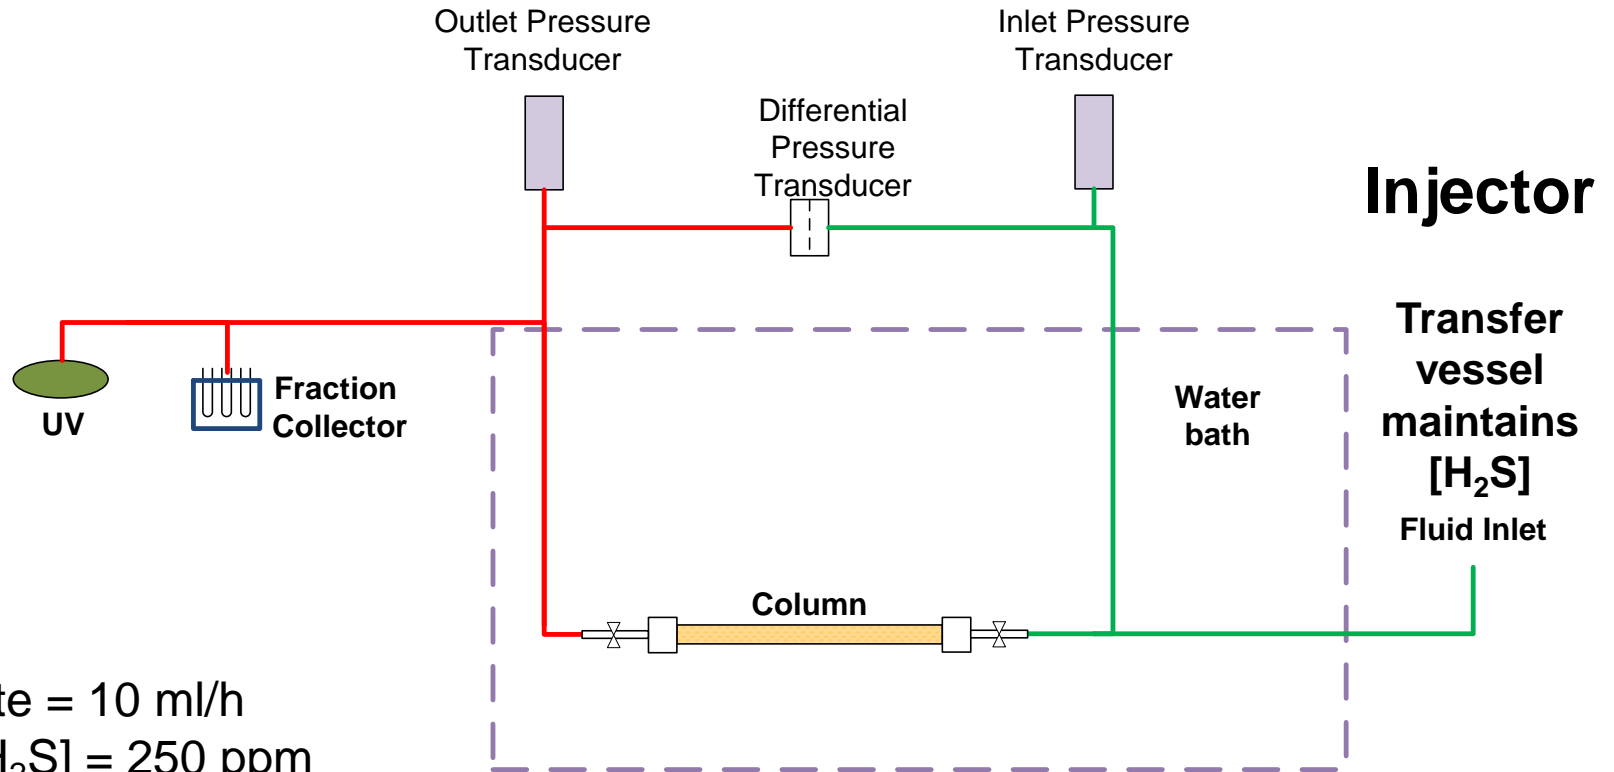 Outlet Pressure
Transducer
Inlet Pressure
Transducer
Differential
Pressure
Transducer
Injector
Transfer
vessel
maintains
[H₂S]
Fluid Inlet
Water
bath
Fraction
Collector
UV
Column
te = 10 ml/h
H₂S] = 250 ppm